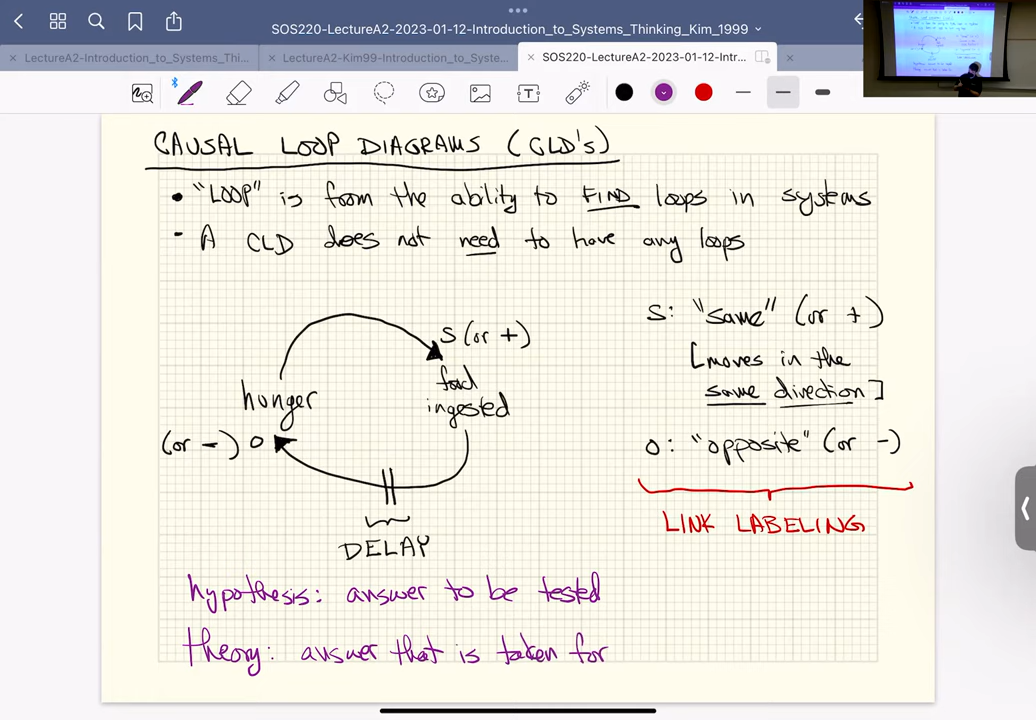 SOS220-LectureA2-2023-01-12-Introduction_to_Systems_Thinking_Kim_1999
LectureA2-Introduction_to_Systems_Thi...
LectureA2-Kim99-Introduction_to_Syste...
SOS220-LectureA2-2023-01-12-Intr...
CAUSAL LOOP DIAGRAMS (CLD's)
• "LOOP" is from the ability to FIND loops in systems
- A CLD does not need to have any loops
S (or +)
food
ingested
hunger
(or -) O
DELAY
S: "same" (or +)
[moves in the
same direction]
O: "opposite" (or -)
LINK LABELING
hypothesis: answer to be tested
theory: answer that is taken for